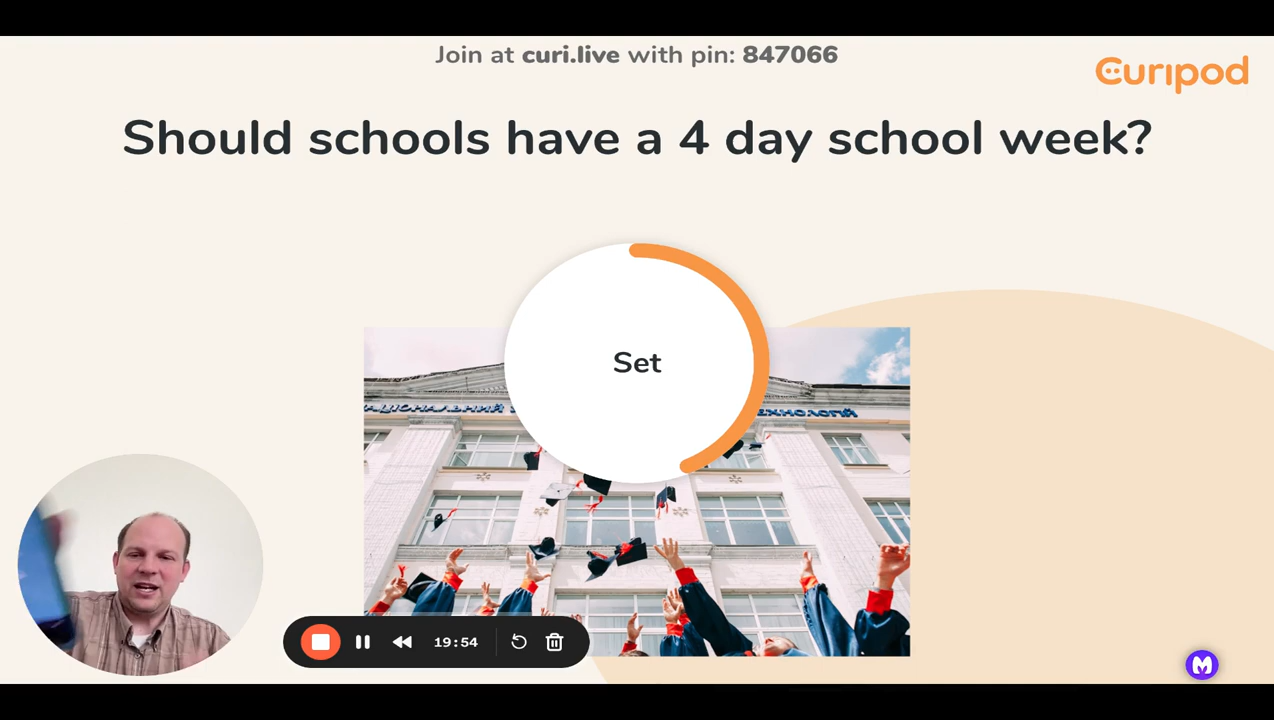 Join at curi.live with pin: 847066
Curipod
Should schools have a 4 day school week?
Set
19:54